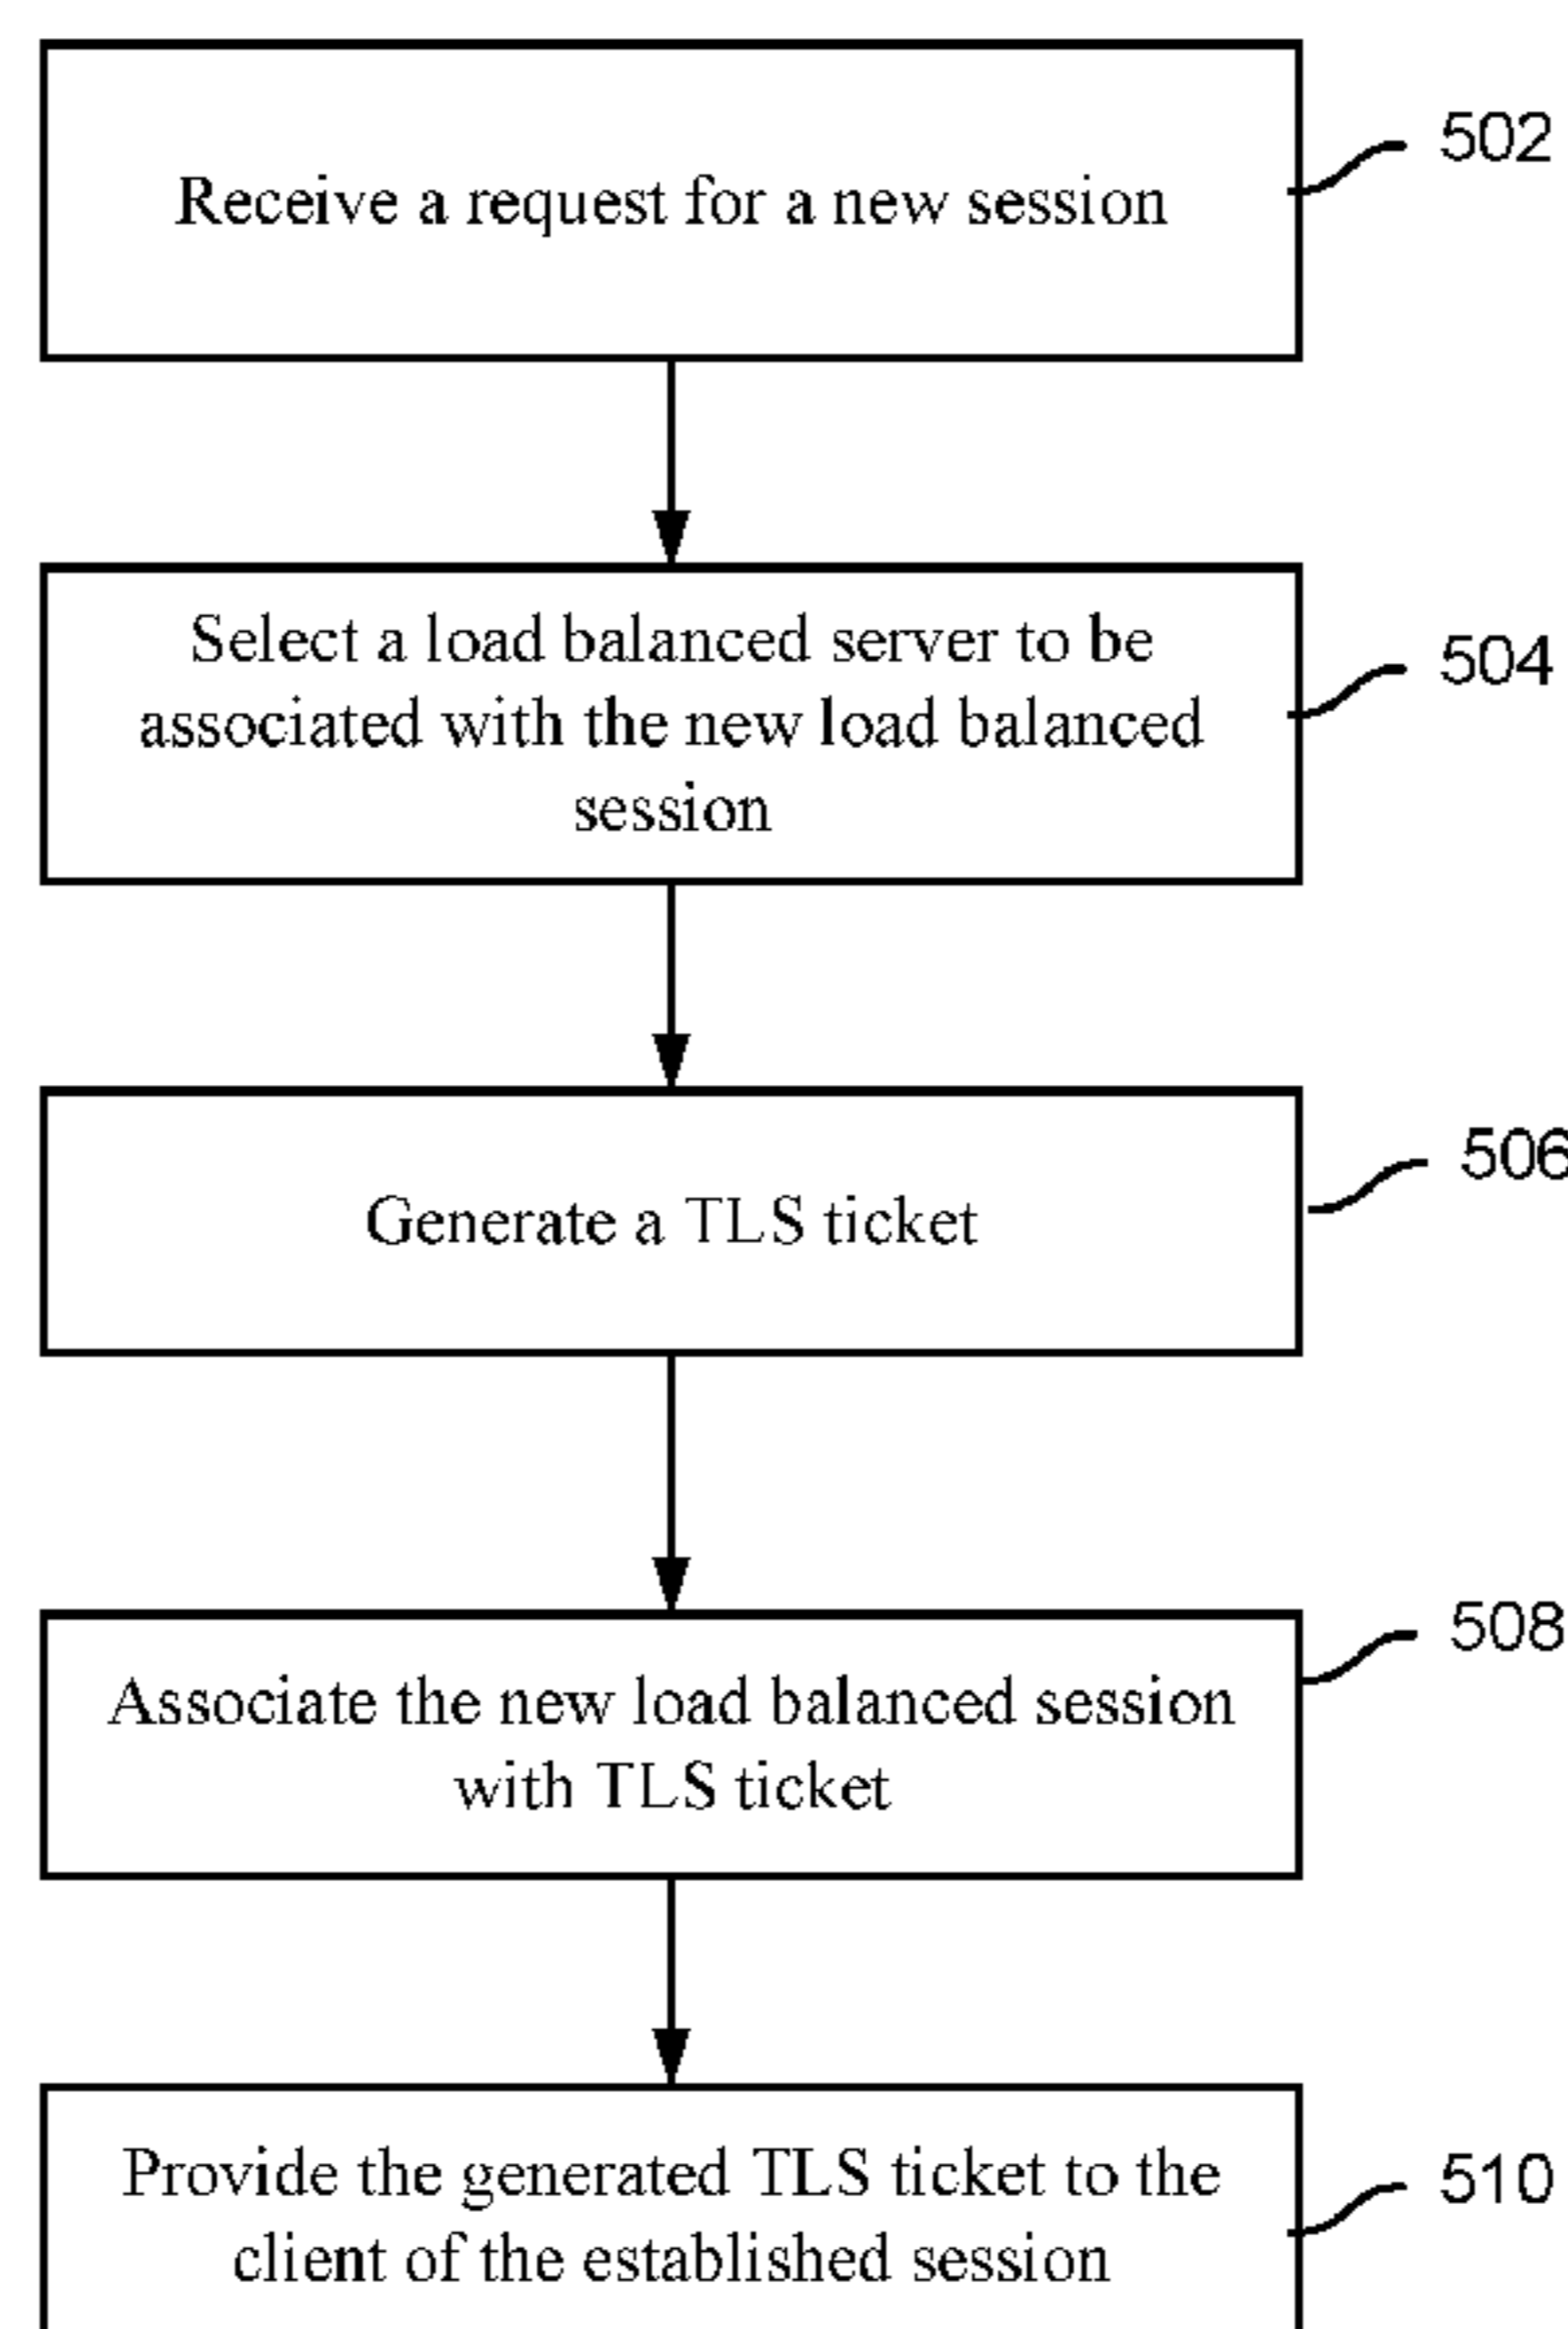 Receive a request for a new session
502
Select a load balanced server to be
associated with the new load balanced
session
504
Generate a TLS ticket
506
Associate the new load balanced session
with TLS ticket
508
Provide the generated TLS ticket to the
client of the established session
510